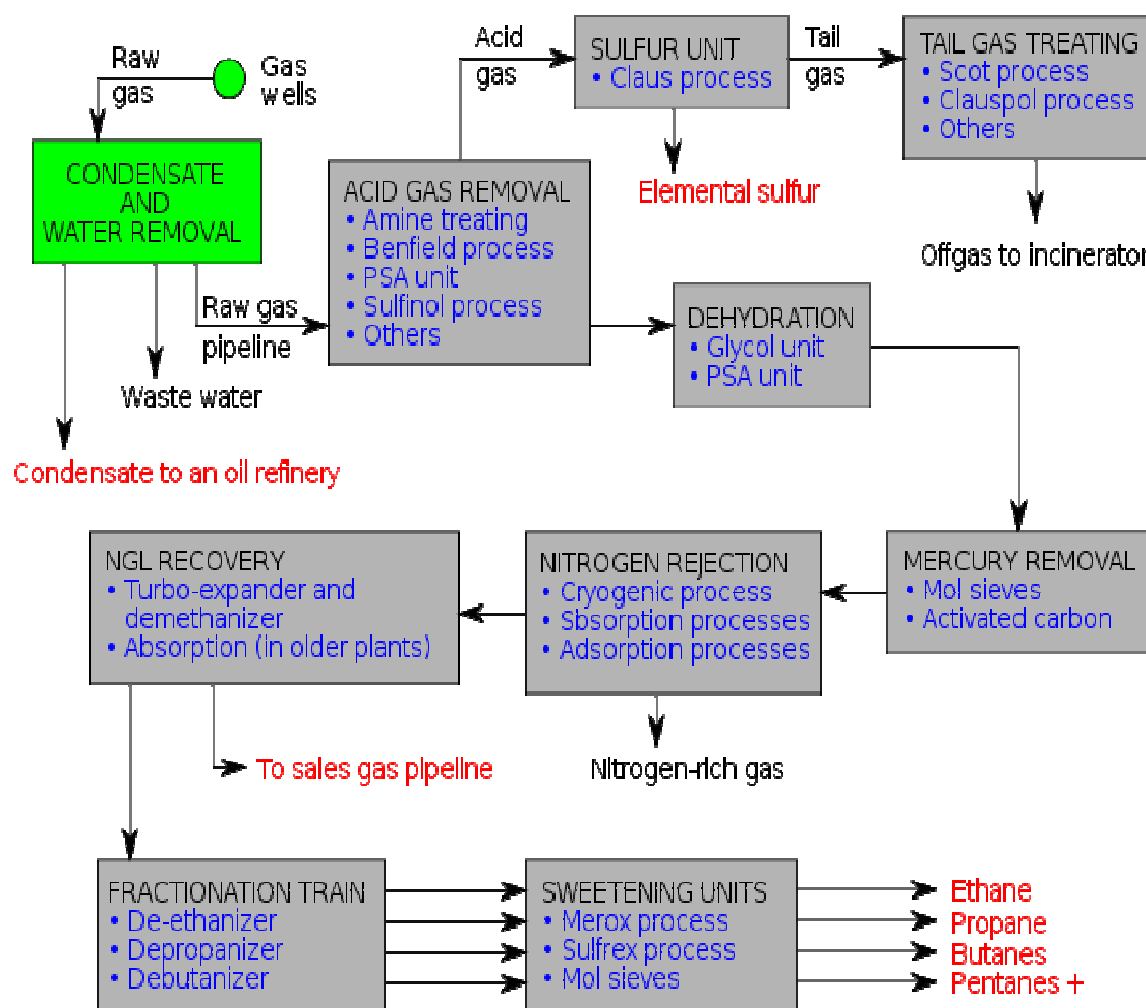 Raw
gas
Gas
wells
CONDENSATE
AND
WATER REMOVAL
Raw gas
pipeline
Waste water
Condensate to an oil refinery
ACID GAS REMOVAL
• Amine treating
• Benfield process
• PSA unit
• Sulfinol process
• Others
Acid
gas
SULFUR UNIT
• Claus process
Elemental sulfur
Tail
gas
TAIL GAS TREATING
• Scot process
• Clauspol process
• Others
Offgas to incinerator
DEHYDRATION
• Glycol unit
• PSA unit
MERCURY REMOVAL
• Mol sieves
• Activated carbon
NITROGEN REJECTION
• Cryogenic process
• Sbsorption processes
• Adsorption processes
Nitrogen-rich gas
NGL RECOVERY
• Turbo-expander and
demethanizer
• Absorption (in older plants)
To sales gas pipeline
FRACTIONATION TRAIN
• De-ethanizer
• Depropanizer
• Debutanizer
SWEETENING UNITS
• Merox process
• Sulfrex process
• Mol sieves
Ethane
Propane
Butanes
Pentanes +